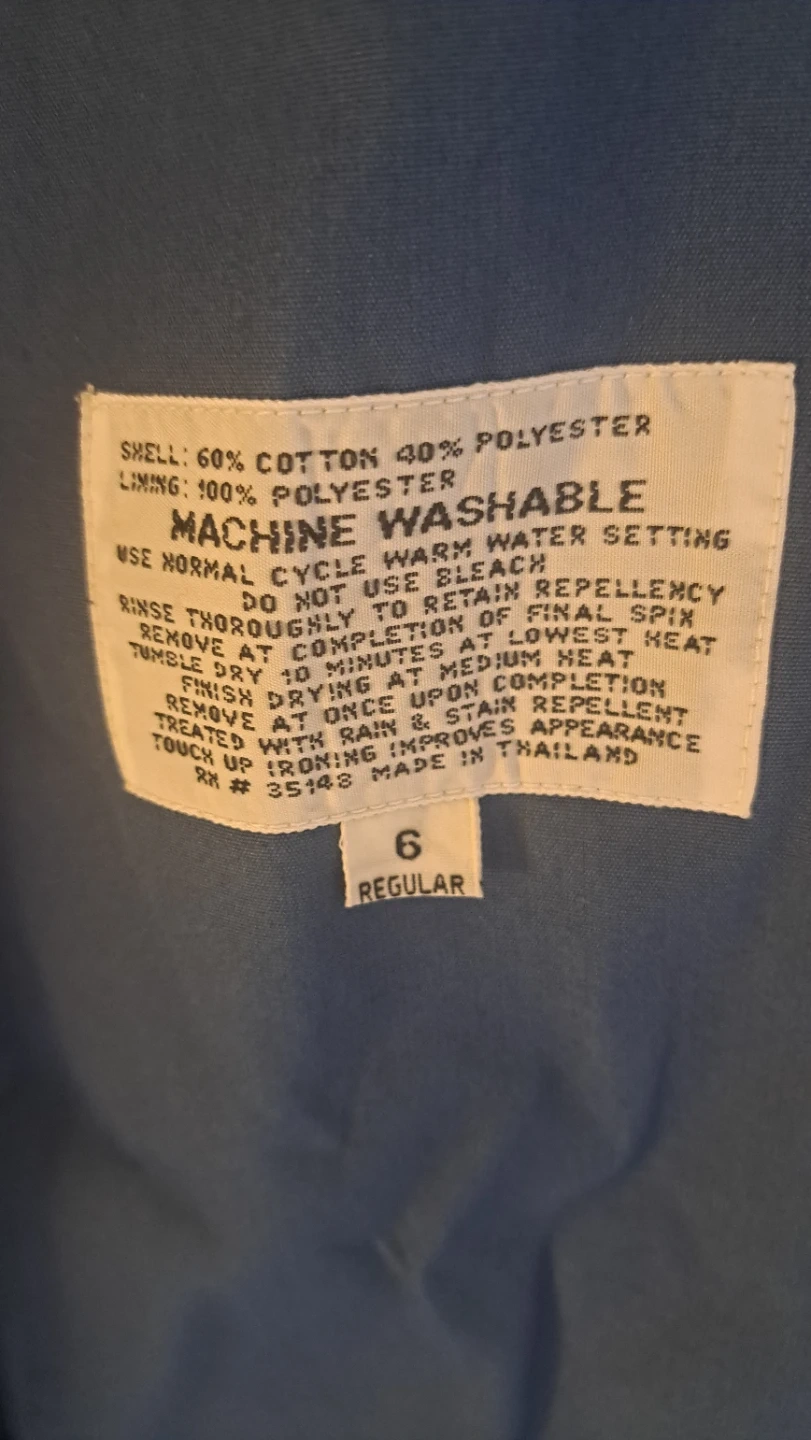 SHELL: 60% COTTON 40% POLYESTER
LINING: 100% POLYESTER
MACHINE WASHABLE
USE NORMAL CYCLE WARM WATER SETTING
DO NOT USE BLEACH
RINSE THOROUGHLY TO RETAIN REPELLENCY
REMOVE AT COMPLETION OF FINAL SPIN
TUMBLE DRY 10 MINUTES AT LOWEST HEAT
FINISH DRYING AT MEDIUM HEAT
REMOVE AT ONCE UPON COMPLETION
TREATED WITH RAIN & STAIN REPELLENT
TOUCH UP IRONING IMPROVES APPEARANCE
RN # 35148 MADE IN THAILAND
6
REGULAR